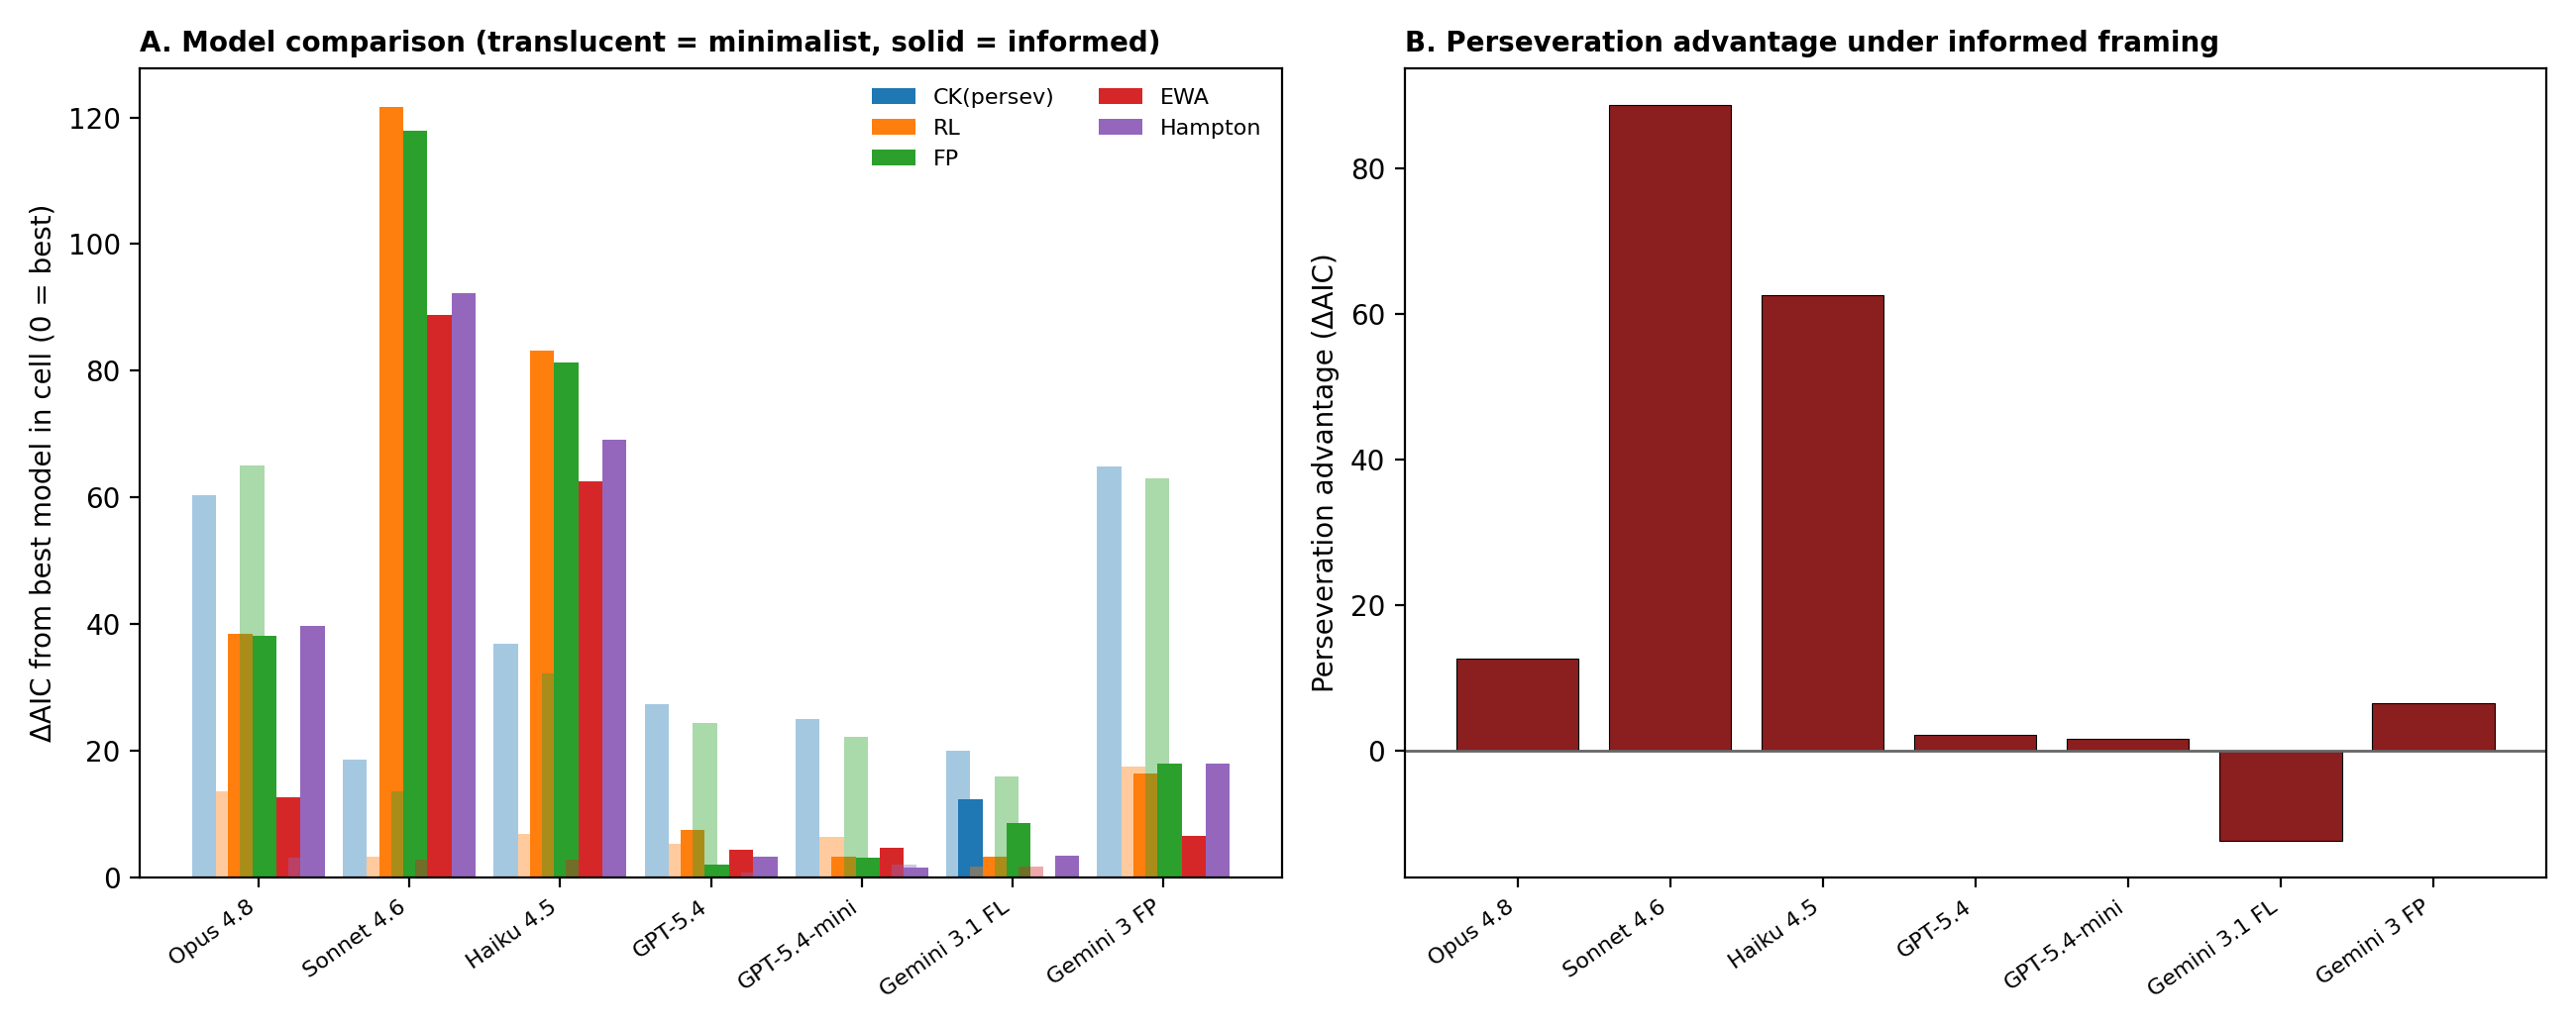 A. Model comparison (translucent = minimalist, solid = informed)
ΔAIC from best model in cell (0 = best)
120
100
80
60
40
20
0
CK(persev)
RL
FP
EWA
Hampton
Opus 4.8
Sonnet 4.6
Haiku 4.5
GPT-5.4
GPT-5.4-mini
Gemini 3.1 FL
Gemini 3 FP
B. Perseveration advantage under informed framing
Perseveration advantage (ΔAIC)
80
60
40
20
0
Opus 4.8
Sonnet 4.6
Haiku 4.5
GPT-5.4
GPT-5.4-mini
Gemini 3.1 FL
Gemini 3 FP